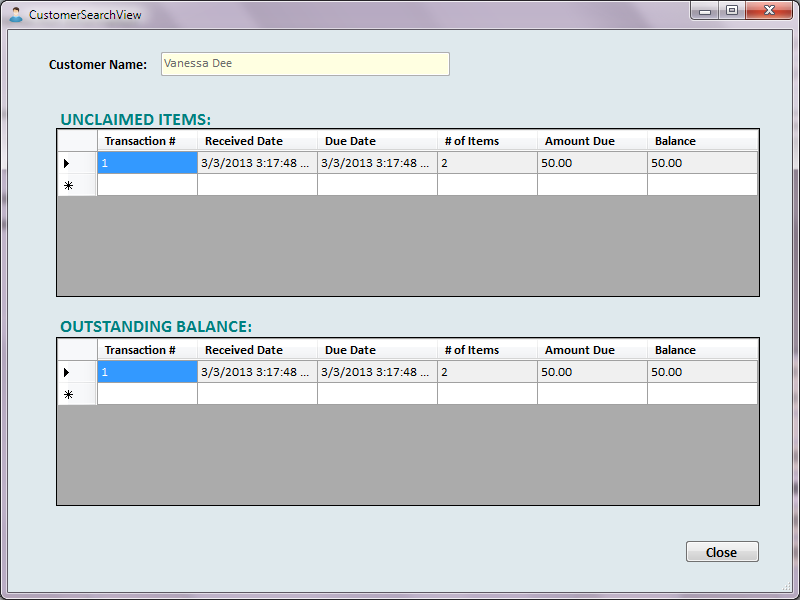 CustomerSearchView
Customer Name: Vanessa Dee
UNCLAIMED ITEMS:
Transaction # Received Date Due Date # of Items Amount Due Balance
1 3/3/2013 3:17:48 ... 3/3/2013 3:17:48 ... 2 50.00 50.00
OUTSTANDING BALANCE:
Transaction # Received Date Due Date # of Items Amount Due Balance
1 3/3/2013 3:17:48 ... 3/3/2013 3:17:48 ... 2 50.00 50.00
Close